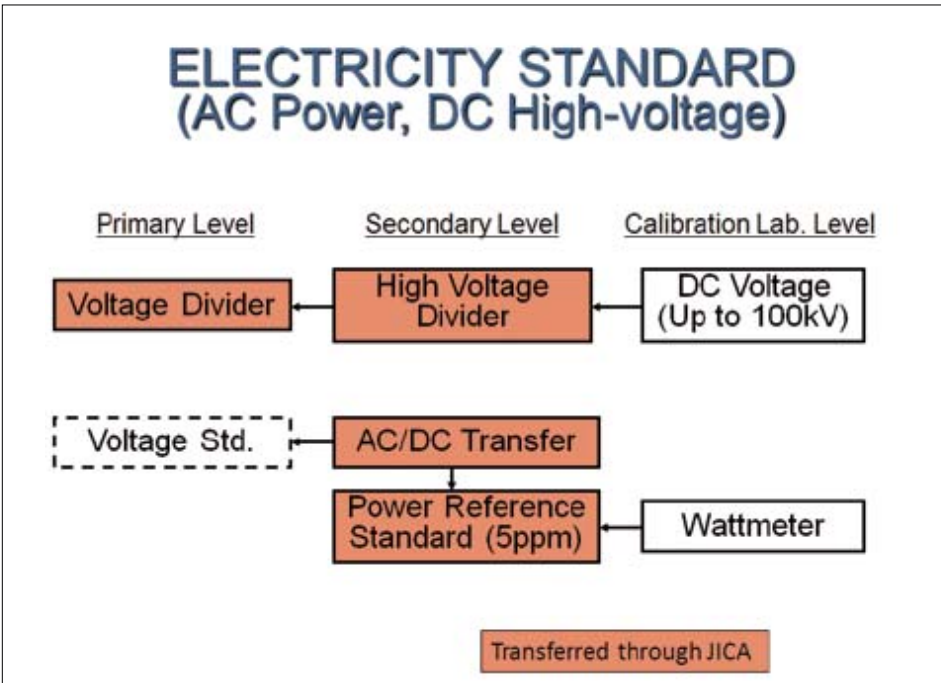 ELECTRICITY STANDARD
(AC Power, DC High-voltage)
Primary Level
Secondary Level
Calibration Lab. Level
Voltage Divider
High Voltage
Divider
DC Voltage
(Up to 100kV)
Voltage Std.
AC/DC Transfer
Power Reference
Standard (5ppm)
Wattmeter
Transferred through JICA